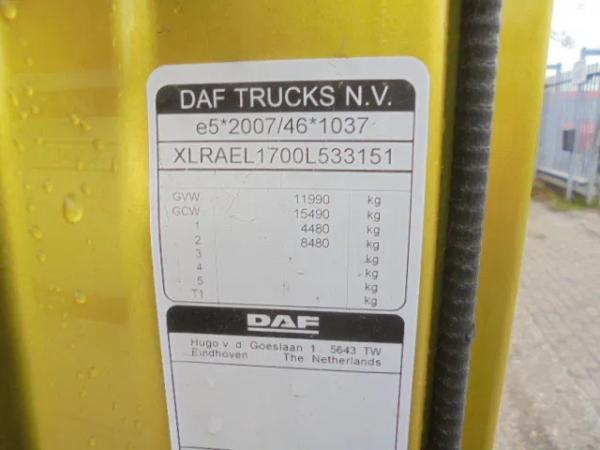 DAF TRUCKS N.V.
e5*2007/46*1037
XLRAEL1700L533151
GVW 11990 kg
GCW 15490 kg
1 4480 kg
2 8480 kg
3 kg
4 kg
5 kg
T1 kg
DAF
Hugo v. d. Goeslaan 1 5643 TW
Eindhoven The Netherlands